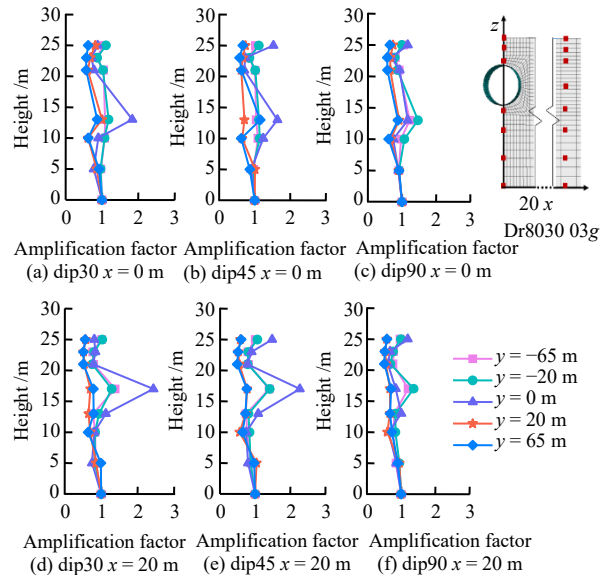 30
25
20
15
10
5
0
Height /m
0 1 2 3
Amplification factor
(a) dip30 x = 0 m
30
25
20
15
10
5
0
Height /m
0 1 2 3
Amplification factor
(b) dip45 x = 0 m
30
25
20
15
10
5
0
Height /m
0 1 2 3
Amplification factor
(c) dip90 x = 0 m
z
20 x
Dr8030 03g
30
25
20
15
10
5
0
Height /m
0 1 2 3
Amplification factor
(d) dip30 x = 20 m
30
25
20
15
10
5
0
Height /m
0 1 2 3
Amplification factor
(e) dip45 x = 20 m
30
25
20
15
10
5
0
Height /m
0 1 2 3
Amplification factor
(f) dip90 x = 20 m
y = −65 m
y = −20 m
y = 0 m
y = 20 m
y = 65 m